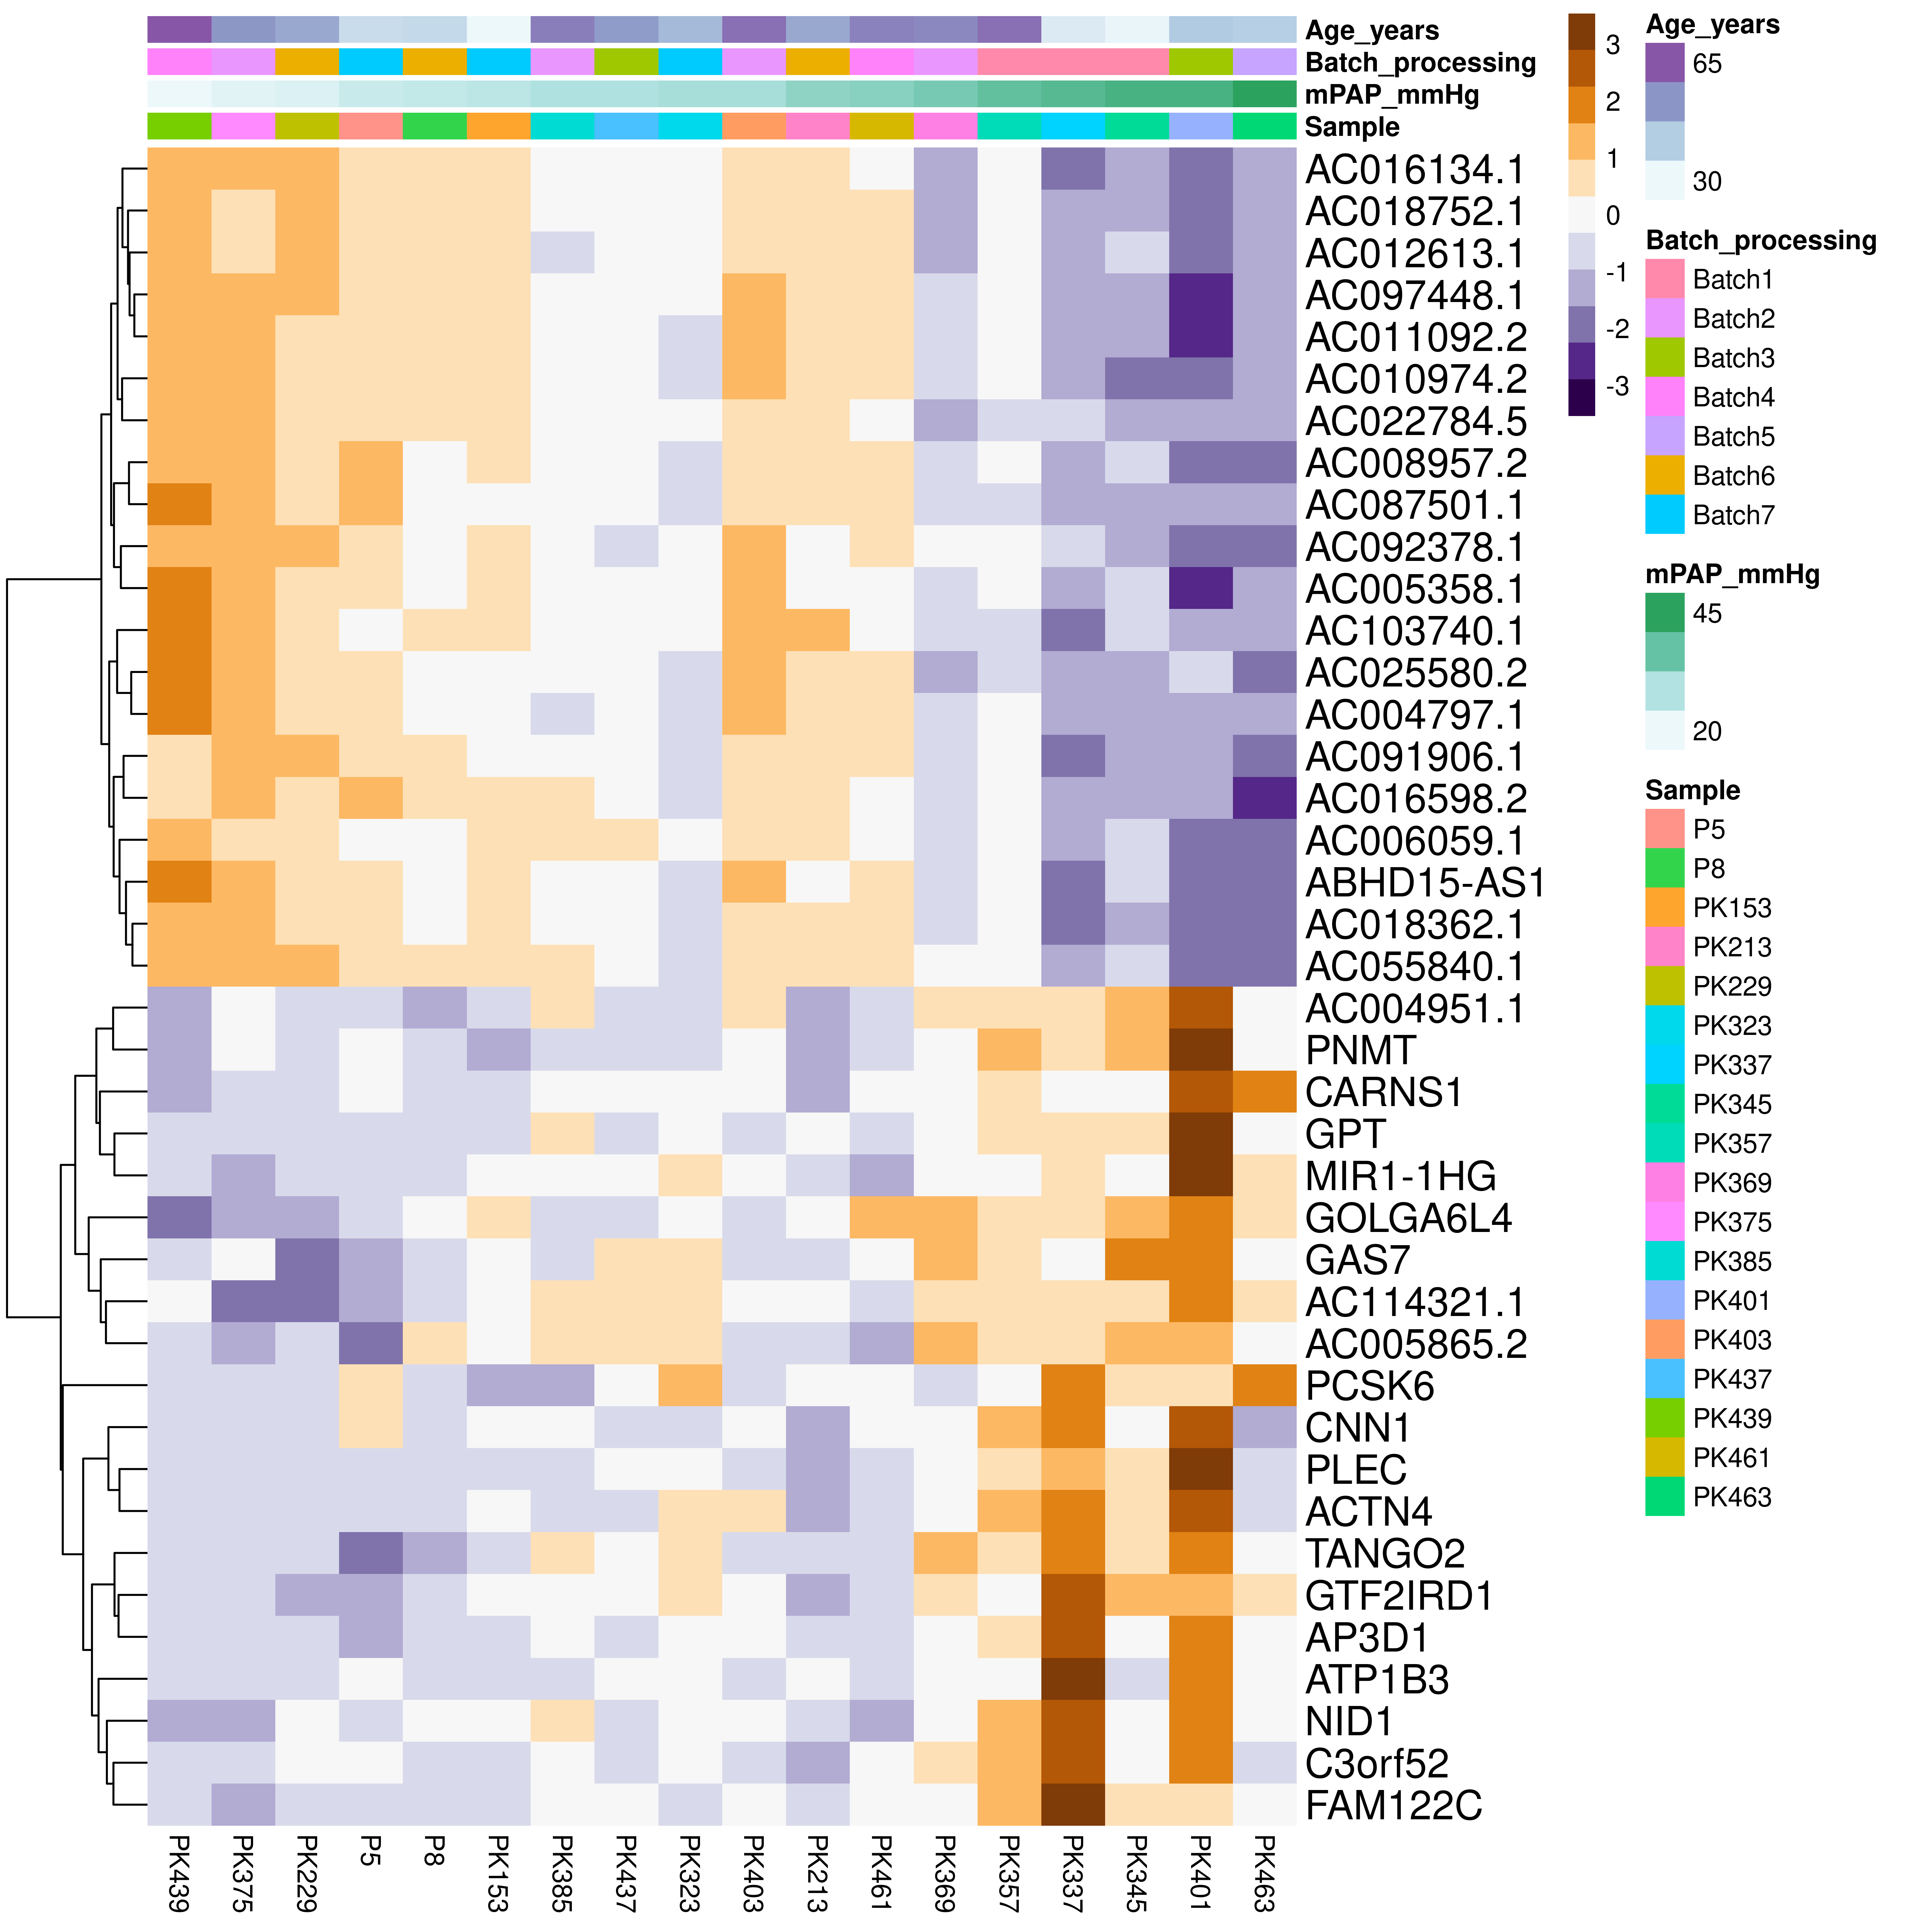 Age_years
Batch_processing
mPAP_mmHg
Sample
AC016134.1
AC018752.1
AC012613.1
AC097448.1
AC011092.2
AC010974.2
AC022784.5
AC008957.2
AC087501.1
AC092378.1
AC005358.1
AC103740.1
AC025580.2
AC004797.1
AC091906.1
AC016598.2
AC006059.1
ABHD15-AS1
AC018362.1
AC055840.1
AC004951.1
PNMT
CARNS1
GPT
MIR1-1HG
GOLGA6L4
GAS7
AC114321.1
AC005865.2
PCSK6
CNN1
PLEC
ACTN4
TANGO2
GTF2IRD1
AP3D1
ATP1B3
NID1
C3orf52
FAM122C
PK439
PK375
PK229
P5
P8
PK153
PK385
PK437
PK323
PK403
PK213
PK461
PK369
PK357
PK337
PK345
PK401
PK463
3
2
1
0
-1
-2
-3
Age_years
65
30
Batch_processing
Batch1
Batch2
Batch3
Batch4
Batch5
Batch6
Batch7
mPAP_mmHg
45
20
Sample
P5
P8
PK153
PK213
PK229
PK323
PK337
PK345
PK357
PK369
PK375
PK385
PK401
PK403
PK437
PK439
PK461
PK463